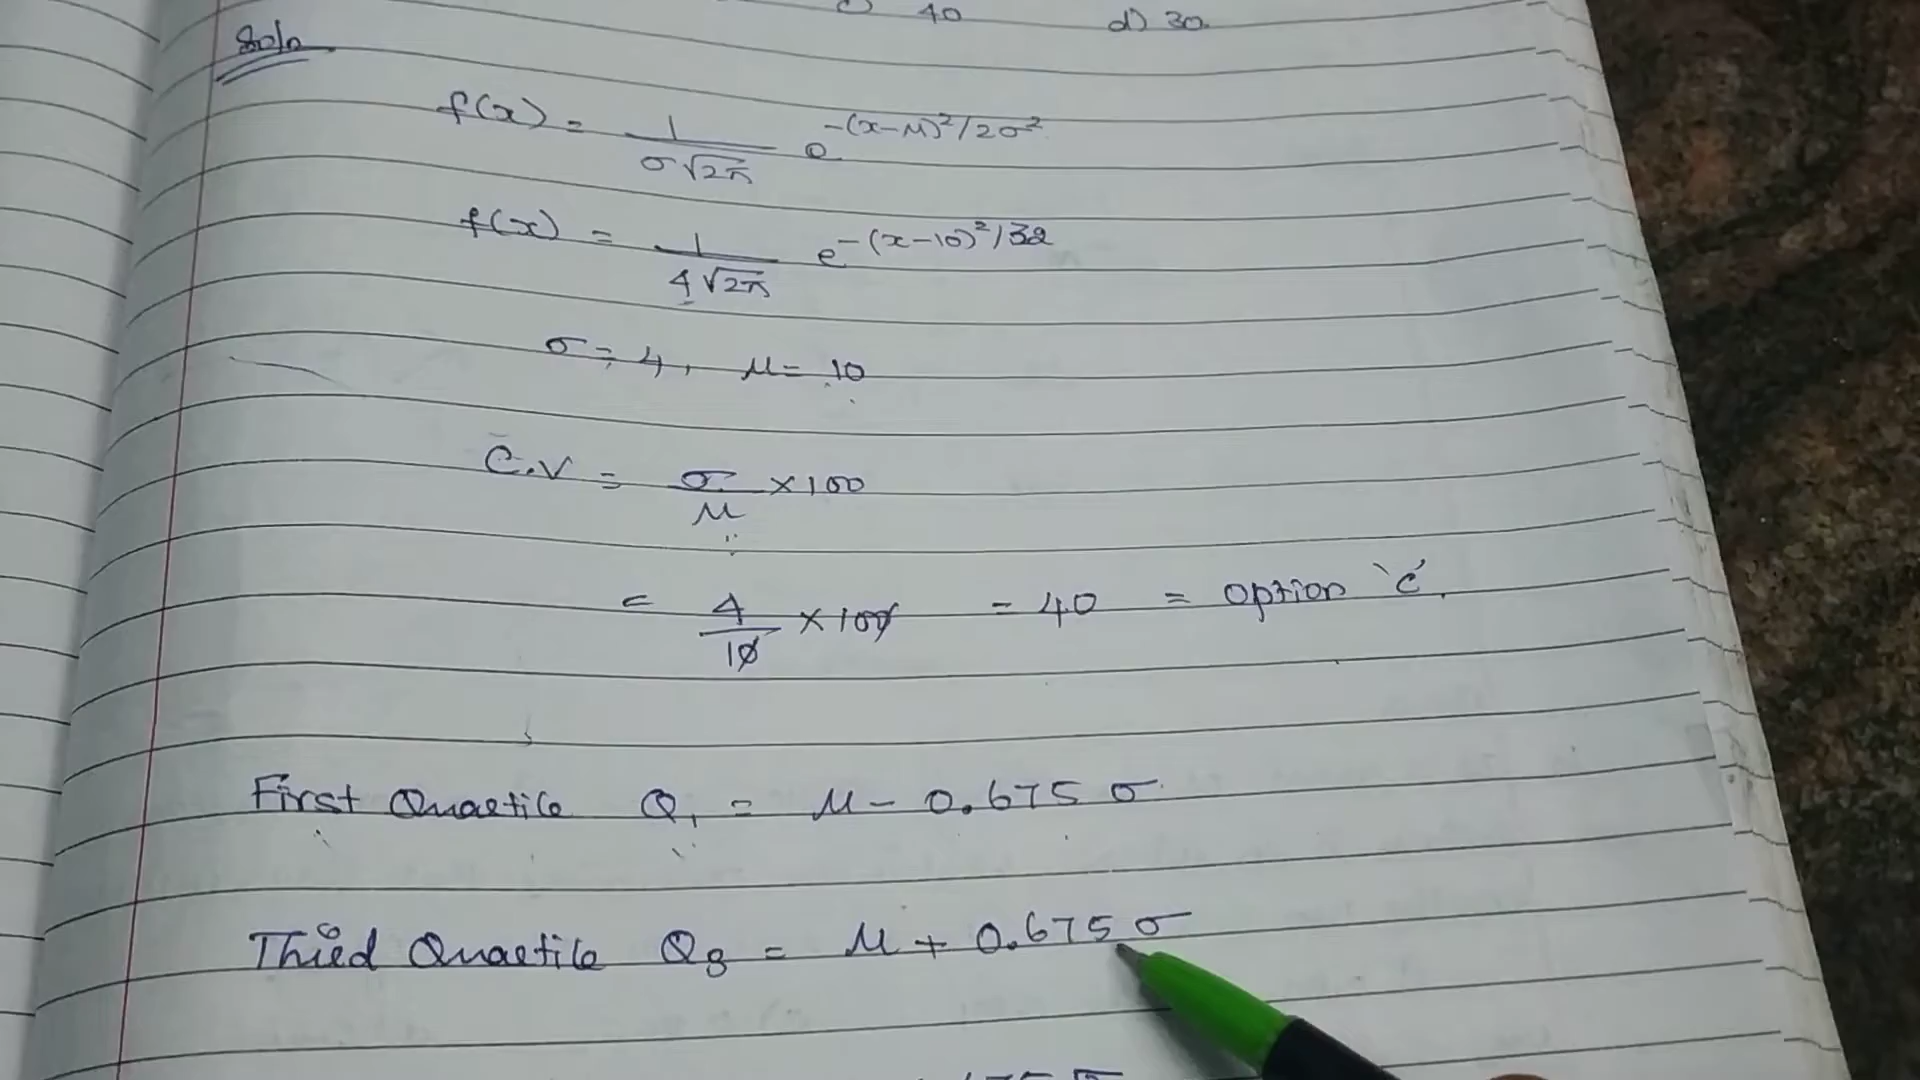 c) 40 d) 30
Soln
f(x) = 1/σ√2π e^-(x-μ)²/2σ²
f(x) = 1/4√2π e^-(x-10)²/32
σ = 4, μ = 10
C.V = σ/μ × 100
= 4/10 × 100 = 40 = option 'c'.
First Quartile Q₁ = μ - 0.675 σ
Third Quartile Q₃ = μ + 0.675 σ